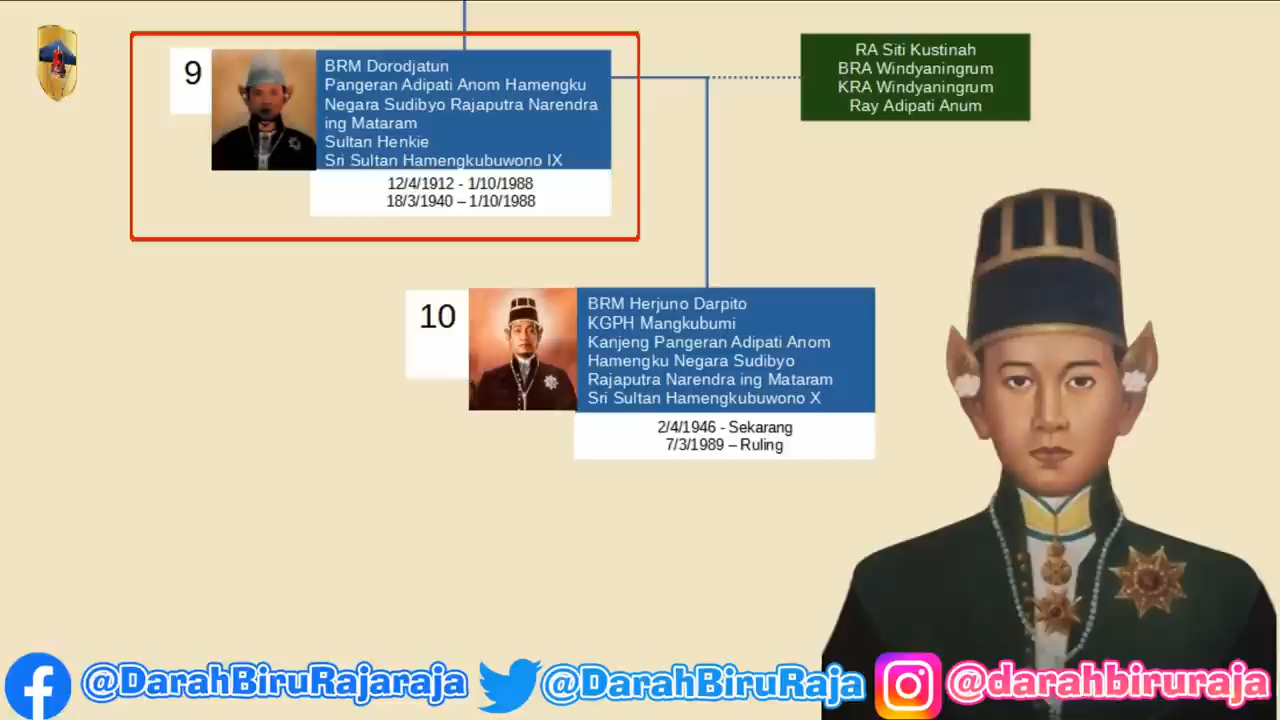 9
BRM Dorodjatun
Pangeran Adipati Anom Hamengku
Negara Sudibyo Rajaputra Narendra
ing Mataram
Sultan Henkie
Sri Sultan Hamengkubuwono IX
12/4/1912 - 1/10/1988
18/3/1940 – 1/10/1988
RA Siti Kustinah
BRA Windyaningrum
KRA Windyaningrum
Ray Adipati Anum
10
BRM Herjuno Darpito
KGPH Mangkubumi
Kanjeng Pangeran Adipati Anom
Hamengku Negara Sudibyo
Rajaputra Narendra ing Mataram
Sri Sultan Hamengkubuwono X
2/4/1946 - Sekarang
7/3/1989 – Ruling
@DarahBiruRajaraja
@DarahBiruRaja
@darahbiruraja